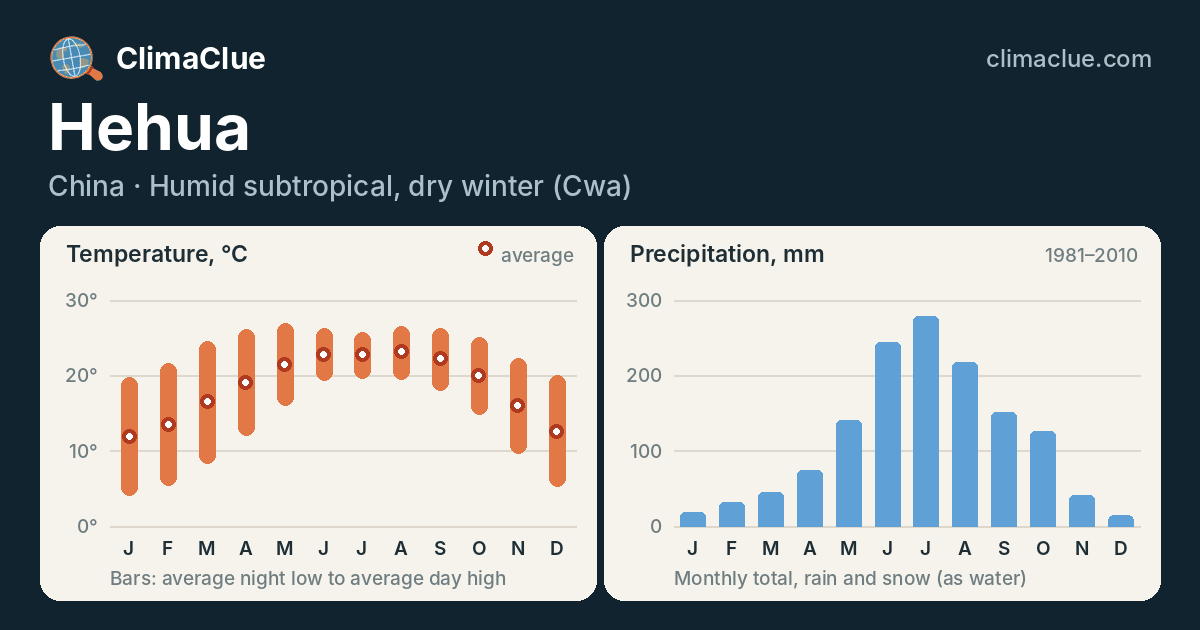 ClimaClue
climaclue.com
Hehua
China · Humid subtropical, dry winter (Cwa)
Temperature, °C
average
30°
20°
10°
0°
J F M A M J J A S O N D
Bars: average night low to average day high
Precipitation, mm
1981–2010
300
200
100
0
J F M A M J J A S O N D
Monthly total, rain and snow (as water)